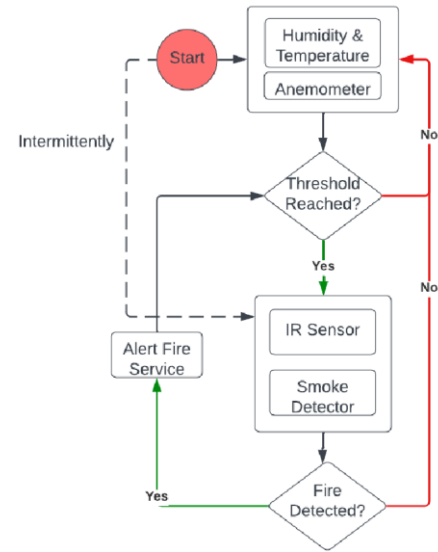 Start
Humidity &
Temperature
Anemometer
Intermittently
No
Threshold
Reached?
Yes
No
IR Sensor
Alert Fire
Service
Smoke
Detector
Yes
Fire
Detected?